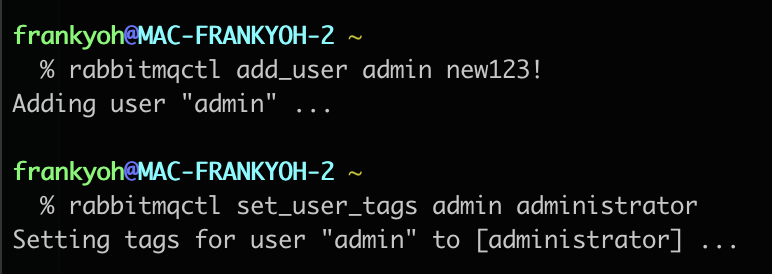 frankyoh@MAC-FRANKYOH-2 ~
% rabbitmqctl add_user admin new123!
Adding user "admin" ...
frankyoh@MAC-FRANKYOH-2 ~
% rabbitmqctl set_user_tags admin administrator
Setting tags for user "admin" to [administrator] ...